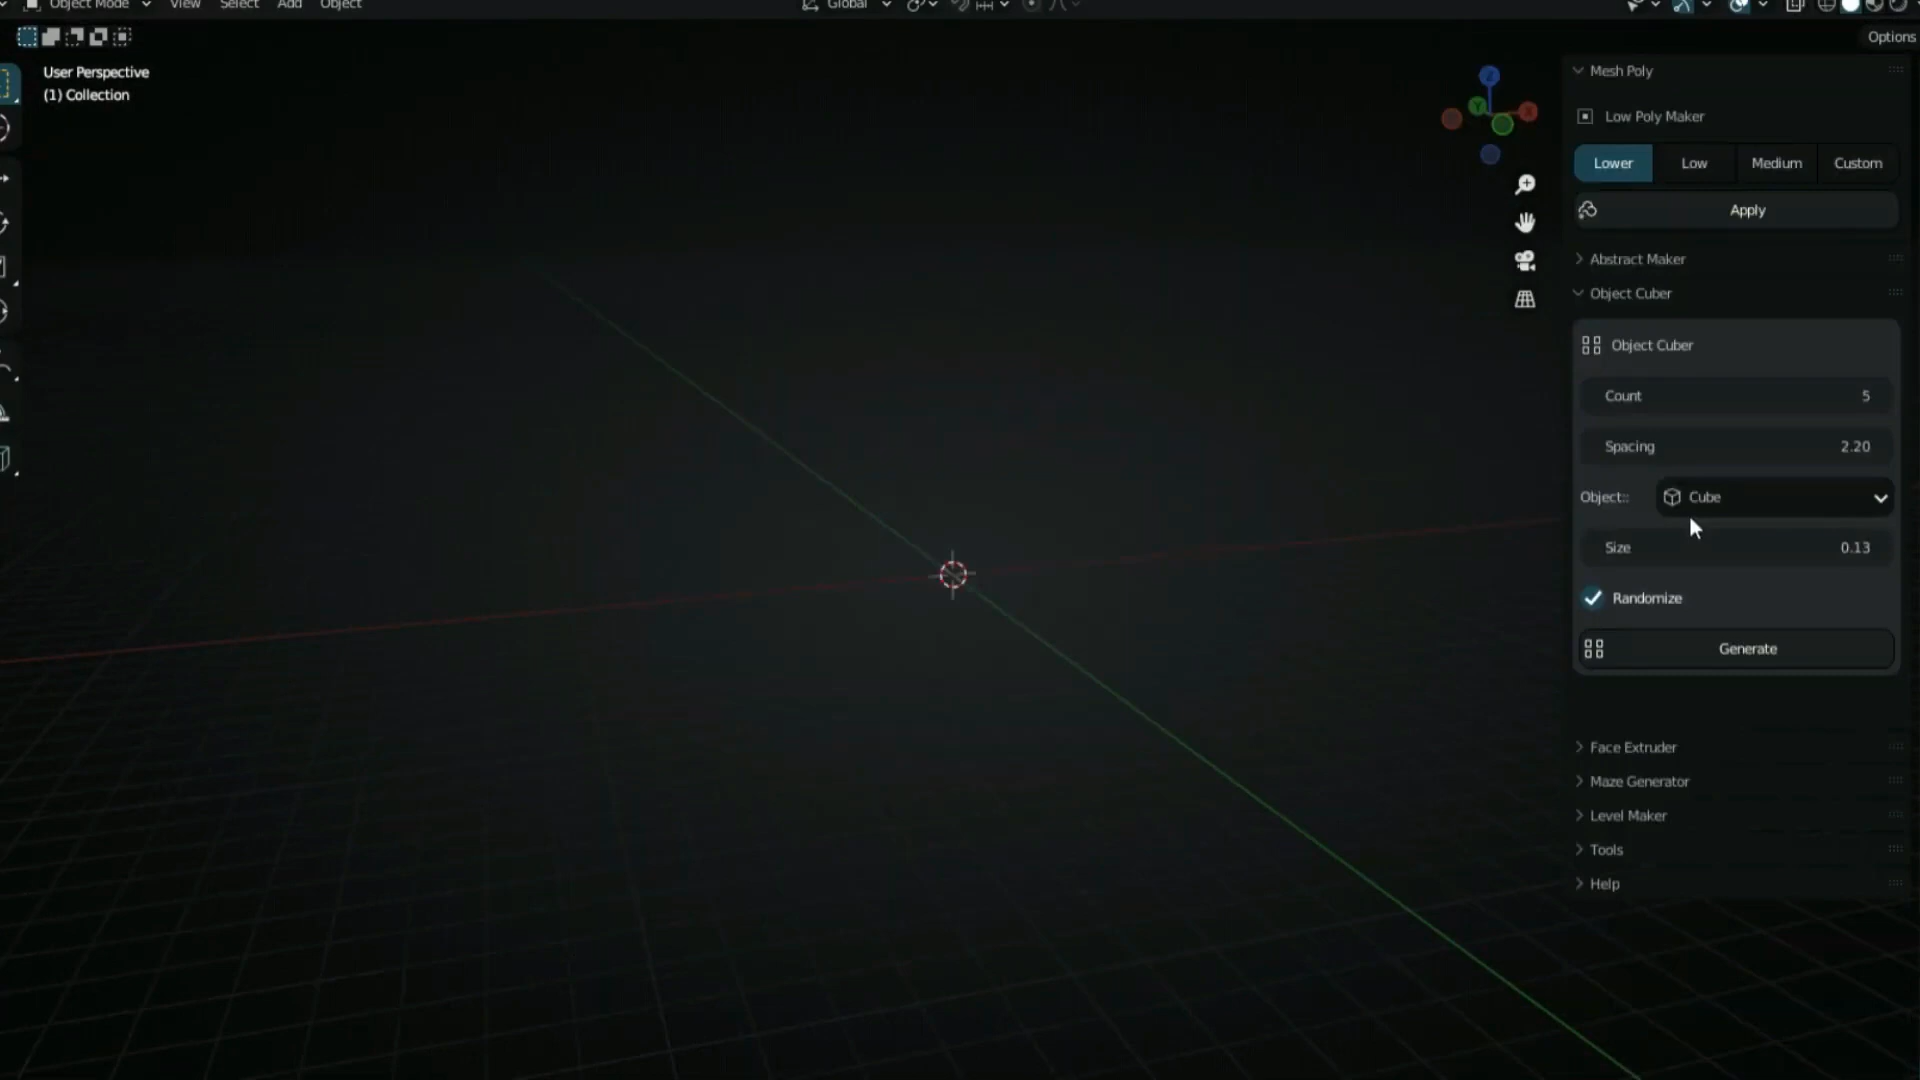 Object Mode View Select Add Object Global
Options
User Perspective
(1) Collection
Z
Y
X
Mesh Poly
Low Poly Maker
Lower Low Medium Custom
Apply
Abstract Maker
Object Cuber
Object Cuber
Count 5
Spacing 2.20
Object:: Cube
Size 0.13
Randomize
Generate
Face Extruder
Maze Generator
Level Maker
Tools
Help